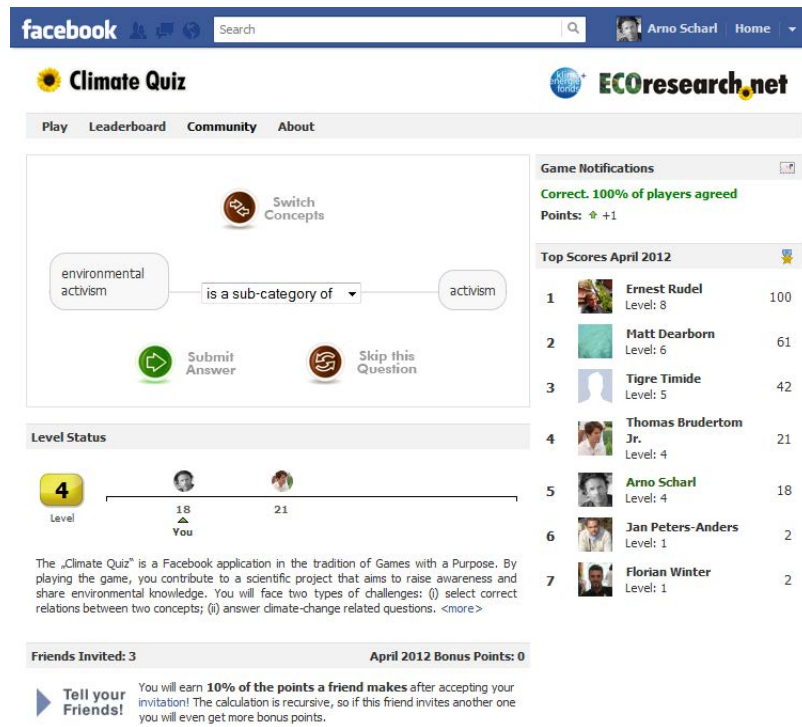 facebook
Search
Arno Scharl
Home
Climate Quiz
klima+
energie
fonds
ECOresearch.net
Play Leaderboard Community About
Switch
Concepts
environmental
activism
is a sub-category of
activism
Submit
Answer
Skip this
Question
Level Status
4
Level
18
21
You
The „Climate Quiz" is a Facebook application in the tradition of Games with a Purpose. By
playing the game, you contribute to a scientific project that aims to raise awareness and
share environmental knowledge. You will face two types of challenges: (i) select correct
relations between two concepts; (ii) answer climate-change related questions. <more>
Friends Invited: 3
April 2012 Bonus Points: 0
Tell your
Friends!
You will earn 10% of the points a friend makes after accepting your
invitation! The calculation is recursive, so if this friend invites another one
you will even get more bonus points.
Game Notifications
Correct. 100% of players agreed
Points: +1
Top Scores April 2012
1 Ernest Rudel 100
Level: 8
2 Matt Dearborn 61
Level: 6
3 Tigre Timide 42
Level: 5
4 Thomas Brudertom
Jr. 21
Level: 4
5 Arno Scharl 18
Level: 4
6 Jan Peters-Anders 2
Level: 1
7 Florian Winter 2
Level: 1